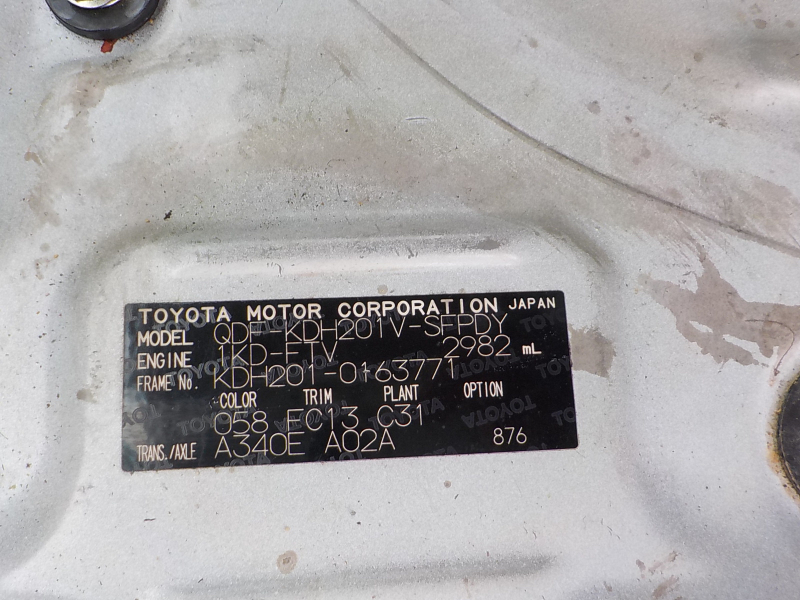 TOYOTA MOTOR CORPORATION JAPAN
MODEL QDF-KDH201V-SFPDY
ENGINE 1KD-FTV 2982 mL
FRAME No. KDH201-0163771
COLOR TRIM PLANT OPTION
058 FC13 C31
TRANS./AXLE A340E A02A 876